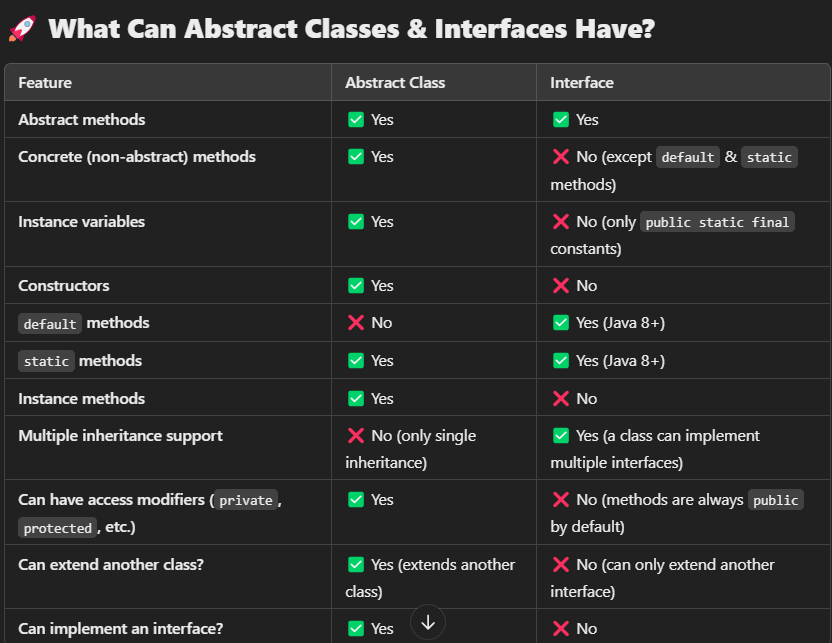 🚀 What Can Abstract Classes & Interfaces Have?
Feature Abstract Class Interface
Abstract methods ✅ Yes ✅ Yes
Concrete (non-abstract) methods ✅ Yes ❌ No (except default & static
methods)
Instance variables ✅ Yes ❌ No (only public static final
constants)
Constructors ✅ Yes ❌ No
default methods ❌ No ✅ Yes (Java 8+)
static methods ✅ Yes ✅ Yes (Java 8+)
Instance methods ✅ Yes ❌ No
Multiple inheritance support ❌ No (only single
inheritance) ✅ Yes (a class can implement
multiple interfaces)
Can have access modifiers (private,
protected, etc.) ✅ Yes ❌ No (methods are always public
by default)
Can extend another class? ✅ Yes (extends another
class) ❌ No (can only extend another
interface)
Can implement an interface? ✅ Yes ❌ No